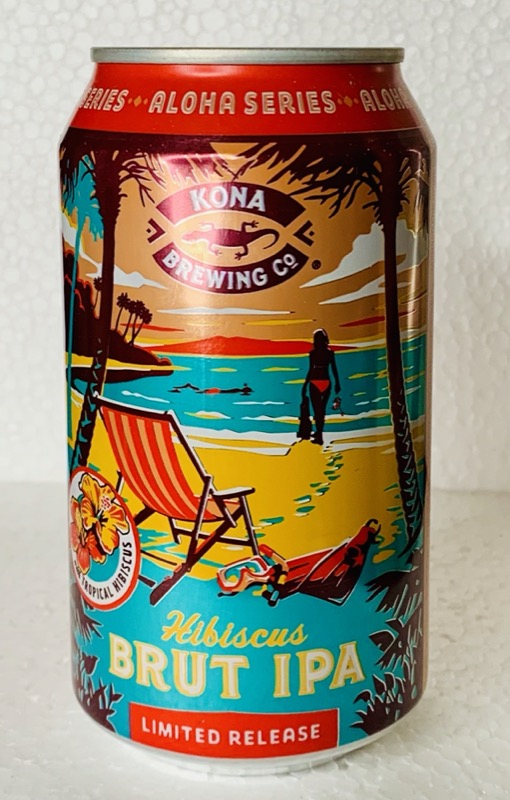 SERIES • ALOHA SERIES • ALOHA
KONA
BREWING Co
®
TROPICAL HIBISCUS
Hibiscus
BRUT IPA
LIMITED RELEASE